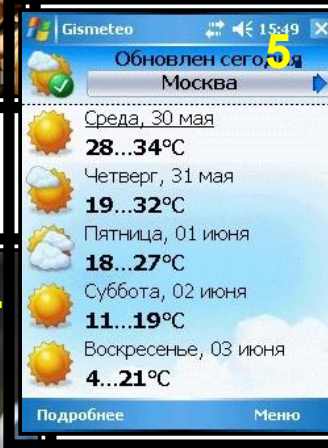 Gismeteo 15:49
5
Обновлен сегодня
Москва
Среда, 30 мая
28...34°C
Четверг, 31 мая
19...32°C
Пятница, 01 июня
18...27°C
Суббота, 02 июня
11...19°C
Воскресенье, 03 июня
4...21°C
Подробнее Меню